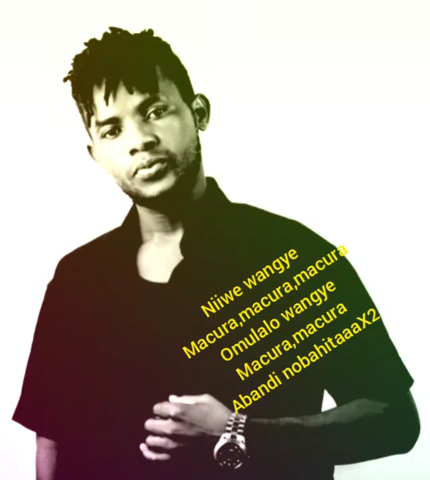 Niiwe wangye
Macura,macura,macura
Omulalo wangye
Macura,macura
Abandi nobahitaaaX2